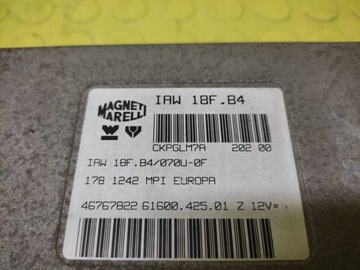 IAW 18F.B4
MAGNETI
MARELLI
CKPGLM7A 202 00
IAW 18F.B4/070U-0F
178 1242 MPI EUROPA
46767822 61600.425.01 Z 12V=